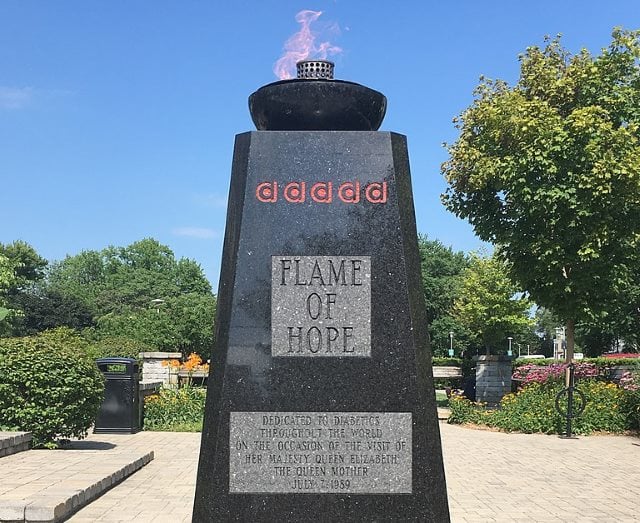 ddddd
FLAME
OF
HOPE
DEDICATED TO DIABETICS
THROUGHOUT THE WORLD
ON THE OCCASION OF THE VISIT OF
HER MAJESTY QUEEN ELIZABETH
THE QUEEN MOTHER
JULY 7, 1989